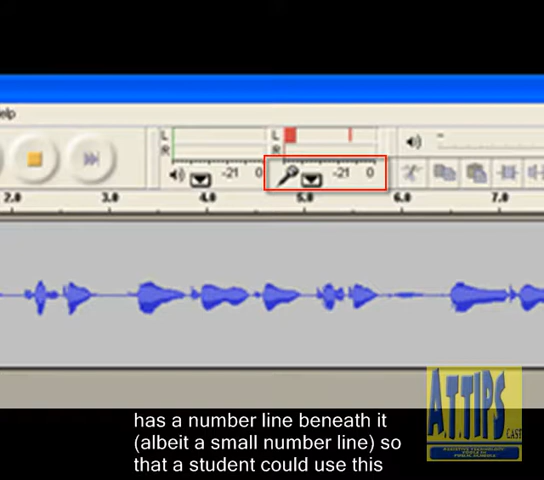 elp
L
R
L
R
-21 0
-21 0
2.0 3.0 4.0 5.0 6.0 7.0
A.T.TIPS
CAST
has a number line beneath it
(albeit a small number line) so
that a student could use this